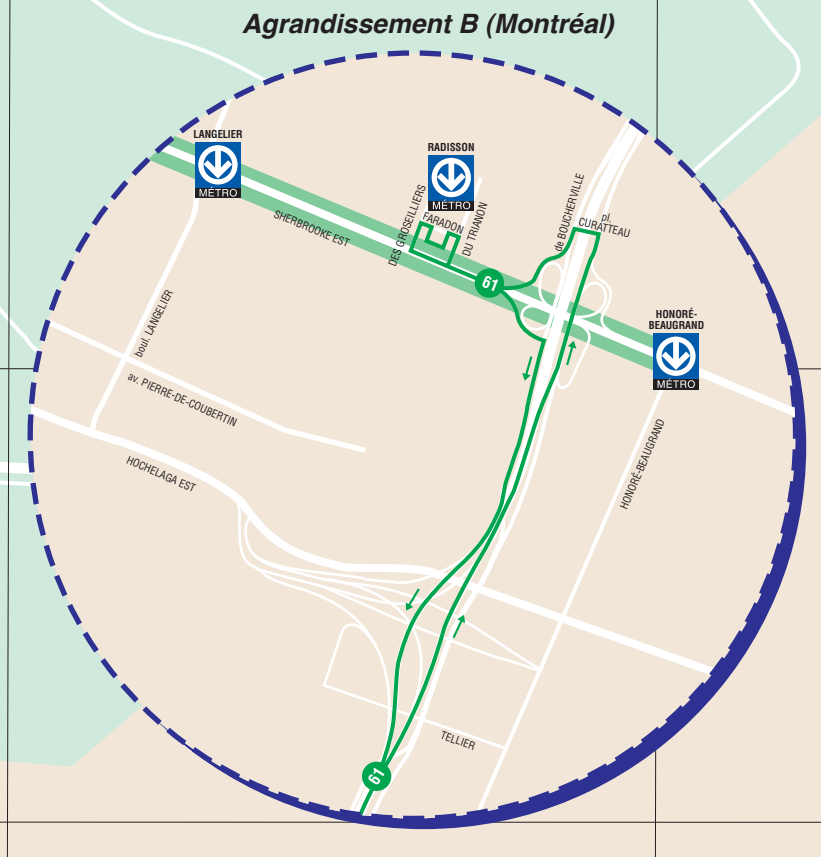 Agrandissement B (Montréal)
LANGELIER
MÉTRO
RADISSON
MÉTRO
SHERBROOKE EST
DES GROSEILLIERS
FARADON
DU TRIANON
de BOUCHERVILLE
pl.
CURATTEAU
61
HONORÉ-
BEAUGRAND
MÉTRO
boul. LANGELIER
av. PIERRE-DE-COUBERTIN
HOCHELAGA EST
HONORÉ-BEAUGRAND
TELLIER
61